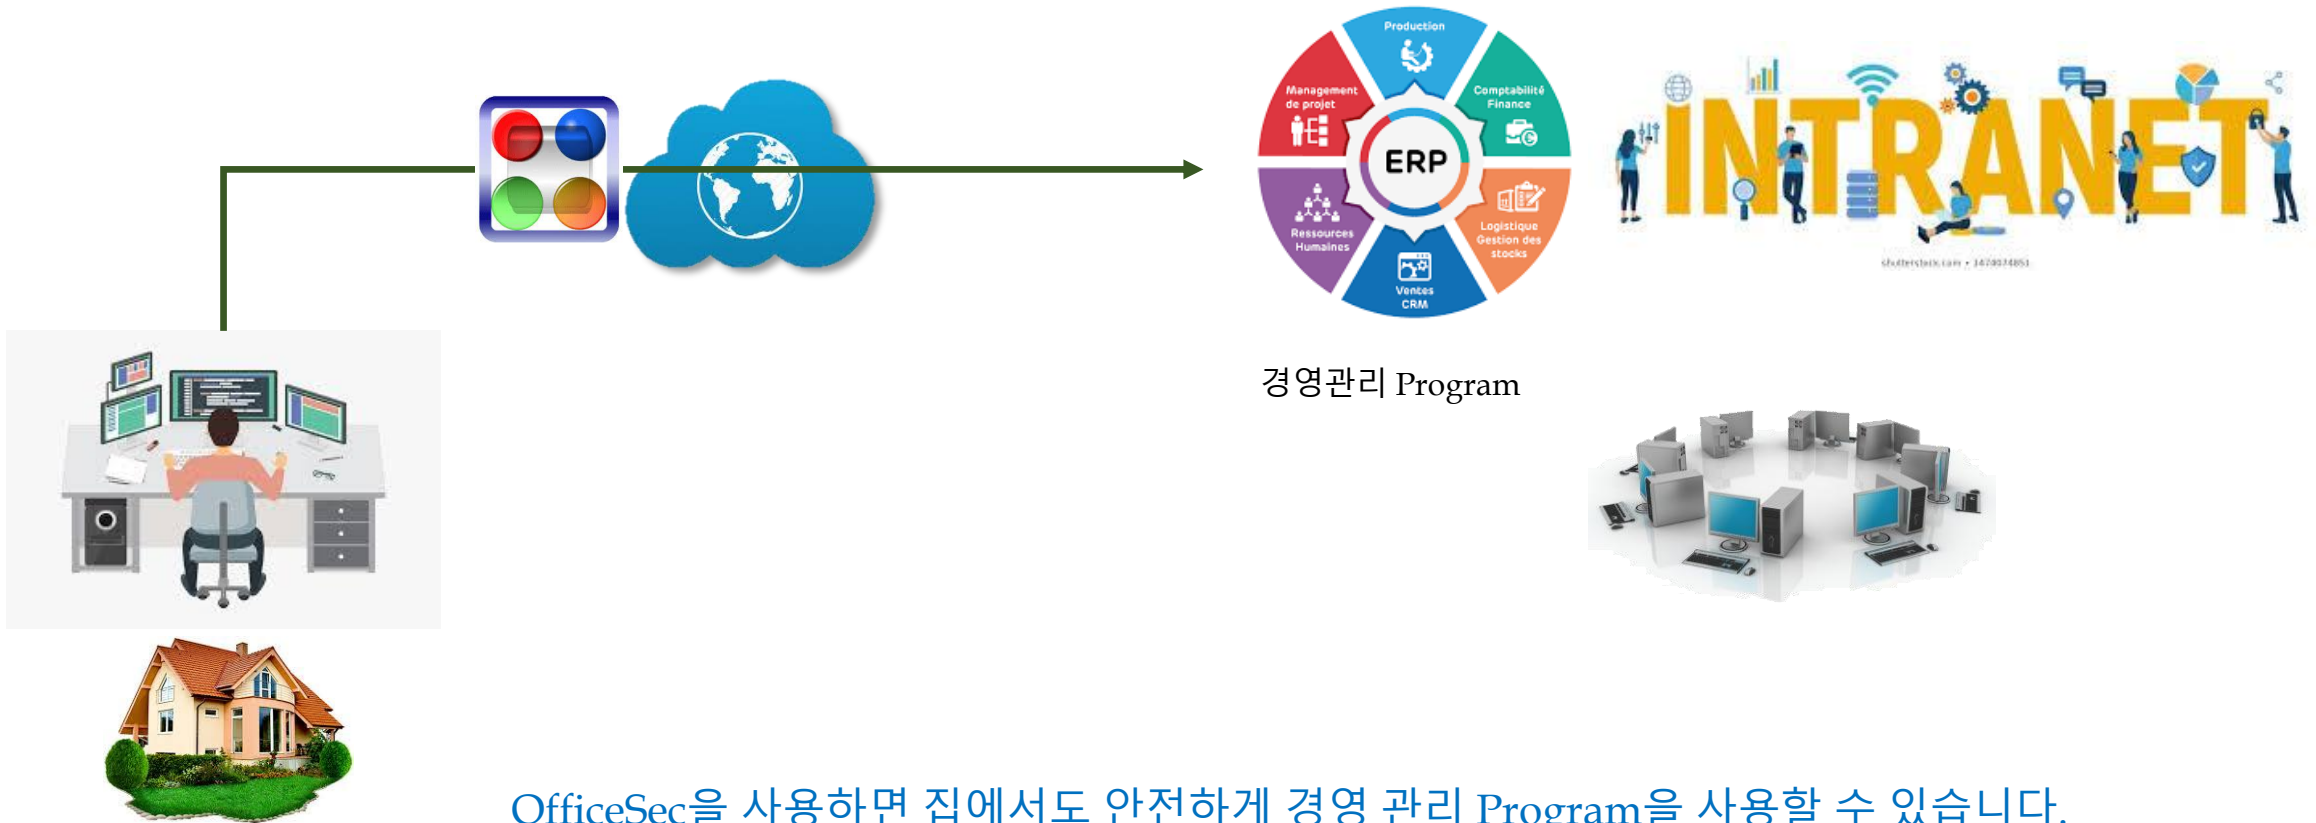 Production
Management
de projet
Comptabilité
Finance
ERP
Ressources
Humaines
Logistique
Gestion des
stocks
Ventes
CRM
INTRANET
shutterstock.com • 1474074851
경영관리 Program
OfficeSec을 사용하면 집에서도 안전하게 경영 관리 Program을 사용할 수 있습니다.